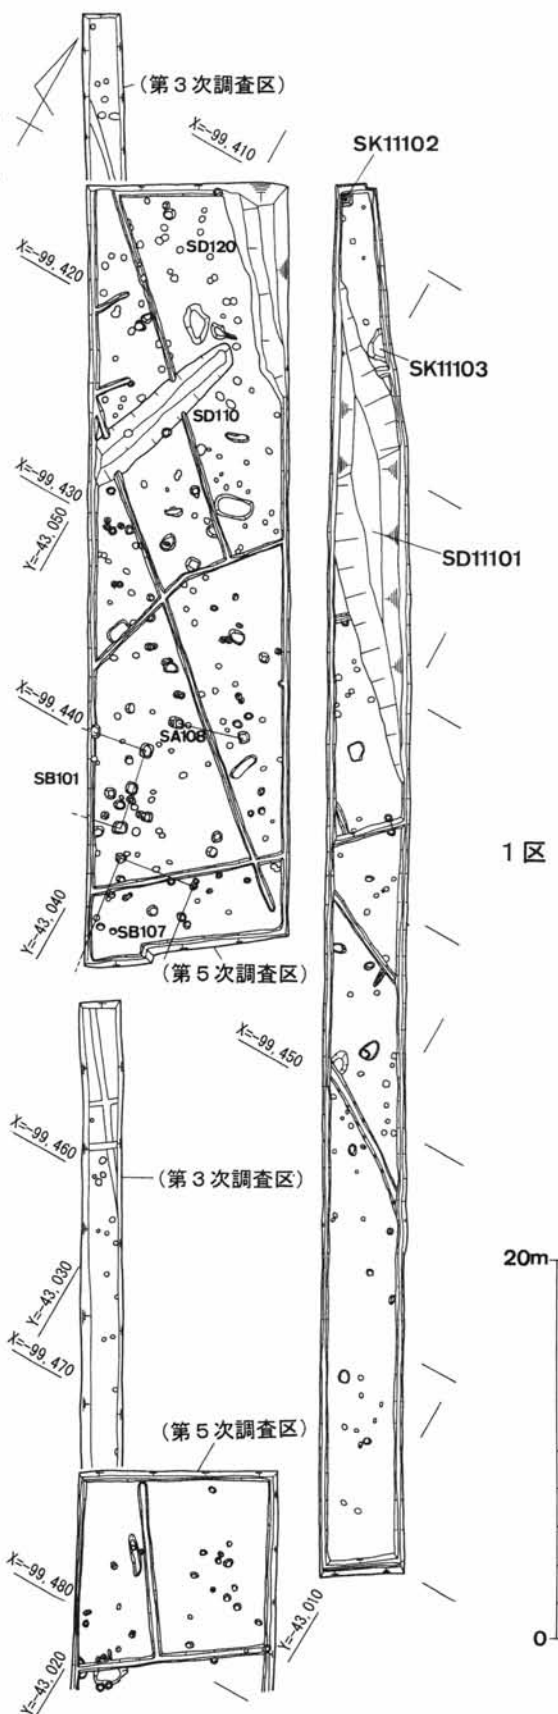 (第3次調査区)
X=-99,410
SK11102
SD120
X=-99,420
SK11103
SD110
X=-99,430
Y=-43,050
SD11101
X=-99,440
SA108
SB101
1区
Y=-43,040
SB107
(第5次調査区)
X=-99,450
X=-99,460
(第3次調査区)
20m
Y=-43,030
X=-99,470
(第5次調査区)
X=-99,480
Y=-43,010
0
Y=-43,020